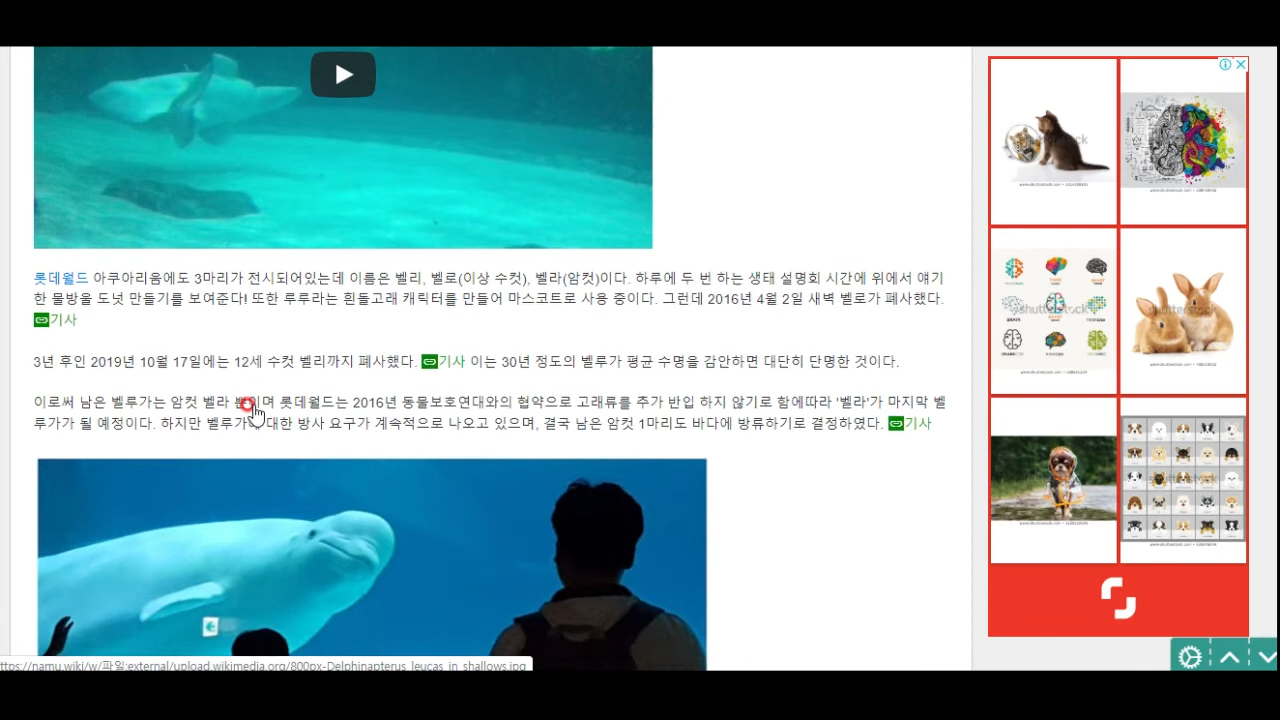 롯데월드 아쿠아리움에도 3마리가 전시되어있는데 이름은 벨리, 벨로(이상 수컷), 벨라(암컷)이다. 하루에 두 번 하는 생태 설명회 시간에 위에서 얘기
한 물방울 도넛 만들기를 보여준다! 또한 루루라는 흰돌고래 캐릭터를 만들어 마스코트로 사용 중이다. 그런데 2016년 4월 2일 새벽 벨로가 폐사했다.
기사
3년 후인 2019년 10월 17일에는 12세 수컷 벨리까지 폐사했다. 기사 이는 30년 정도의 벨루가 평균 수명을 감안하면 대단히 단명한 것이다.
이로써 남은 벨루가는 암컷 벨라 며 롯데월드는 2016년 동물보호연대와의 협약으로 고래류를 추가 반입 하지 않기로 함에따라 '벨라'가 마지막 벨
루가가 될 예정이다. 하지만 벨루가에 대한 방사 요구가 계속적으로 나오고 있으며, 결국 남은 암컷 1마리도 바다에 방류하기로 결정하였다. 기사
ttps://namu.wiki/w/파일:external/upload.wikimedia.org/800px-Delphinapterus_leucas_in_shallows.jpg